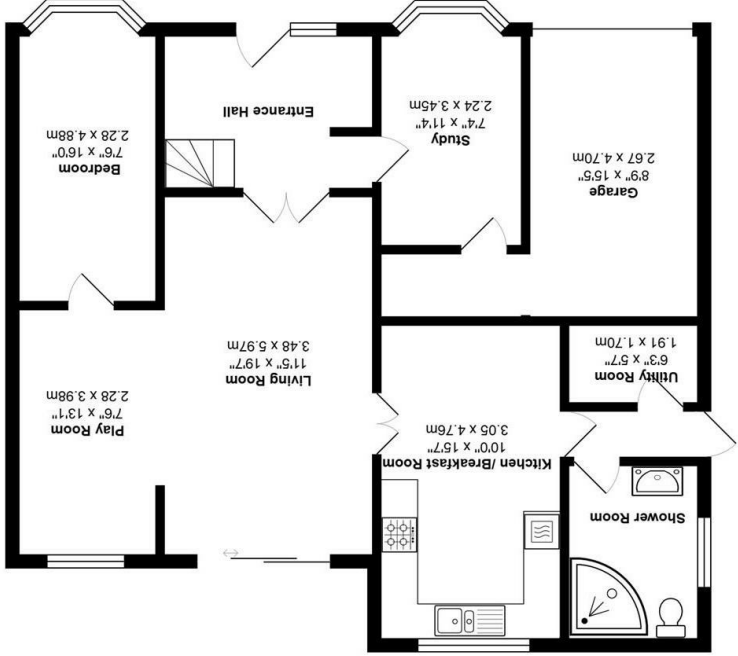 Shower Room
Kitchen/Breakfast Room
10'0" x 15'7"
3.05 x 4.76m
Play Room
7'6" x 13'1"
2.28 x 3.98m
Living Room
11'5" x 19'7"
3.48 x 5.97m
Utility Room
6'3" x 5'7"
1.91 x 1.70m
Garage
8'9" x 15'5"
2.67 x 4.70m
Study
7'4" x 11'4"
2.24 x 3.45m
Bedroom
7'6" x 16'0"
2.28 x 4.88m
Entrance Hall